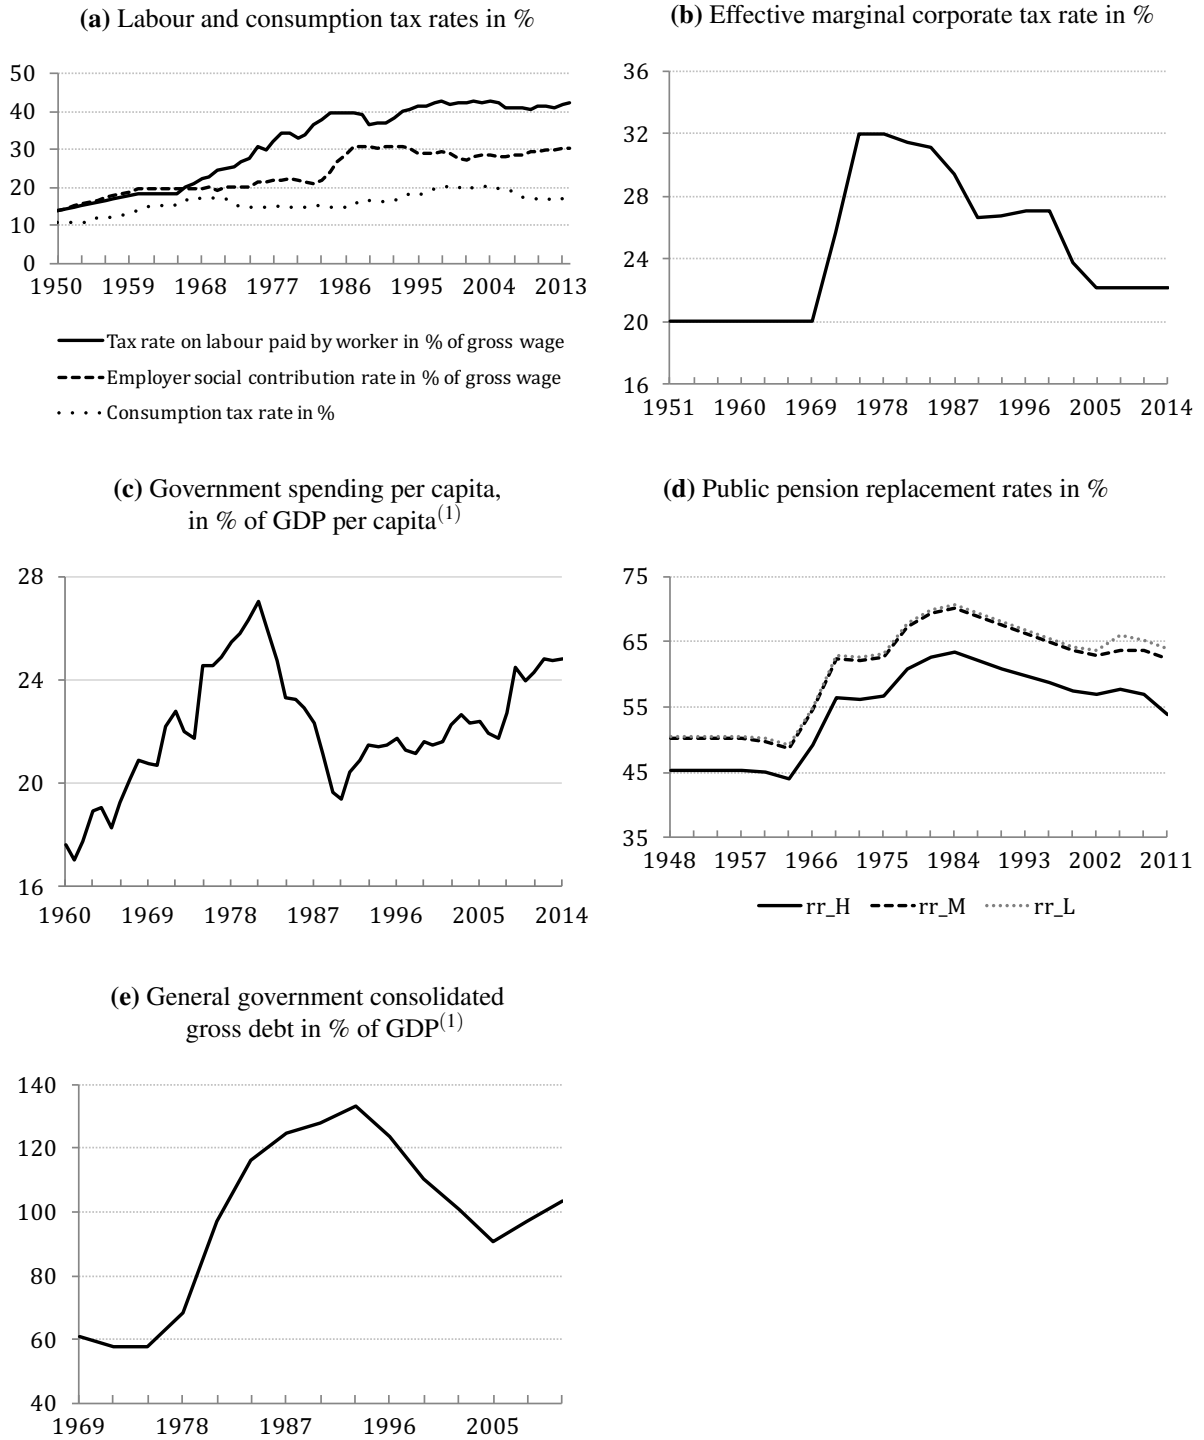 (a) Labour and consumption tax rates in %
50
40
30
20
10
0
1950 1959 1968 1977 1986 1995 2004 2013
Tax rate on labour paid by worker in % of gross wage
Employer social contribution rate in % of gross wage
Consumption tax rate in %
(b) Effective marginal corporate tax rate in %
36
32
28
24
20
16
1951 1960 1969 1978 1987 1996 2005 2014
(c) Government spending per capita,
in % of GDP per capita(1)
28
24
20
16
1960 1969 1978 1987 1996 2005 2014
(d) Public pension replacement rates in %
75
65
55
45
35
1948 1957 1966 1975 1984 1993 2002 2011
rr_H rr_M rr_L
(e) General government consolidated
gross debt in % of GDP(1)
140
120
100
80
60
40
1969 1978 1987 1996 2005